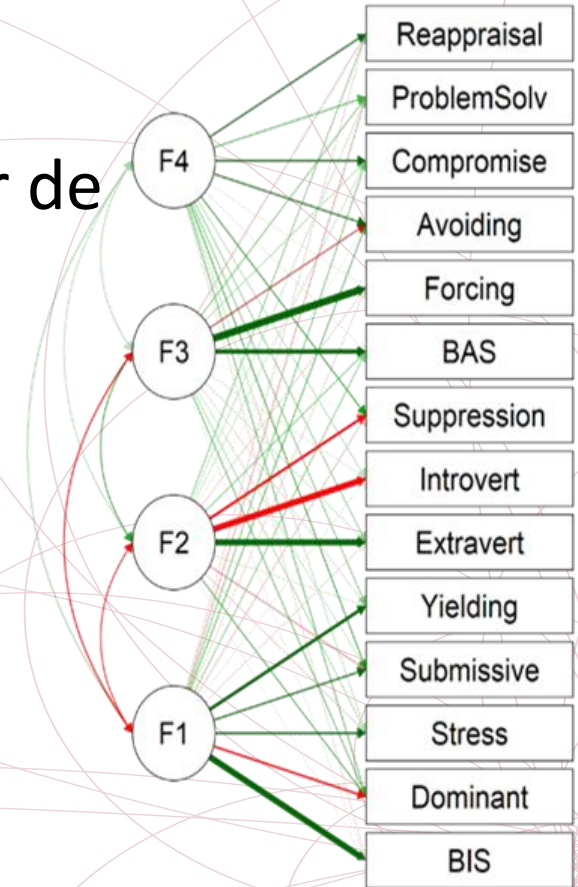 Reappraisal
ProblemSolv
F4
r de
Compromise
Avoiding
Forcing
F3
BAS
Suppression
Introvert
F2
Extravert
Yielding
Submissive
F1
Stress
Dominant
BIS